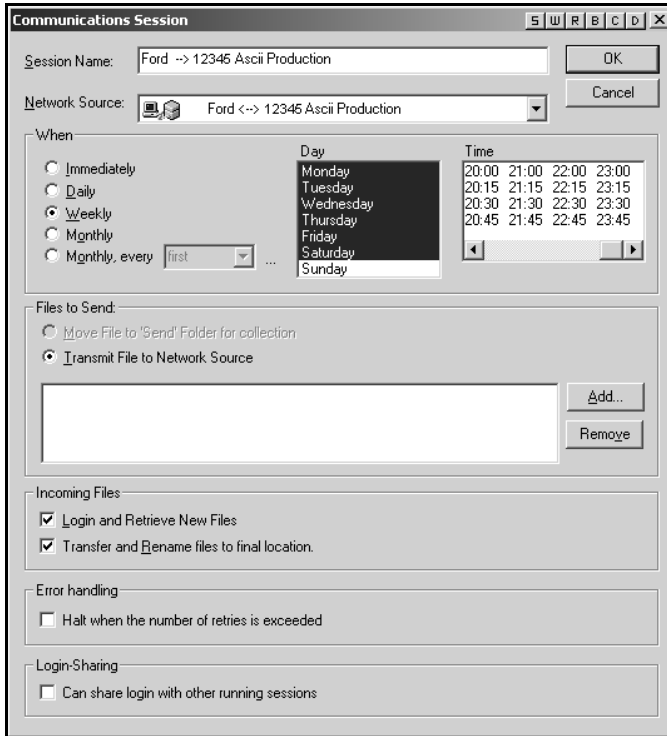 Communications Session
S W R B C D X
Session Name: Ford --> 12345 Ascii Production
OK
Network Source: Ford <--> 12345 Ascii Production
Cancel
When
Immediately
Daily
Weekly
Monthly
Monthly, every first ...
Day
Monday
Tuesday
Wednesday
Thursday
Friday
Saturday
Sunday
Time
20:00 21:00 22:00 23:00
20:15 21:15 22:15 23:15
20:30 21:30 22:30 23:30
20:45 21:45 22:45 23:45
Files to Send:
Move File to 'Send' Folder for collection
Transmit File to Network Source
Add...
Remove
Incoming Files
Login and Retrieve New Files
Transfer and Rename files to final location.
Error handling
Halt when the number of retries is exceeded
Login-Sharing
Can share login with other running sessions